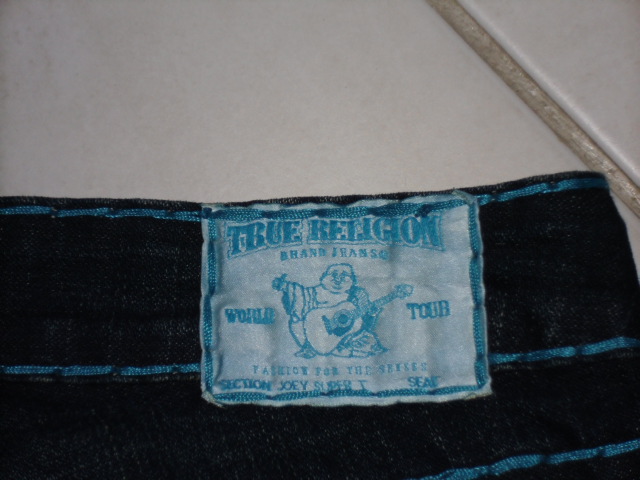 TRUE RELIGION
BRAND JEANS
WORLD TOUR
FASHION FOR THE SENSES
SECTION JOEY SUPER T SEAT